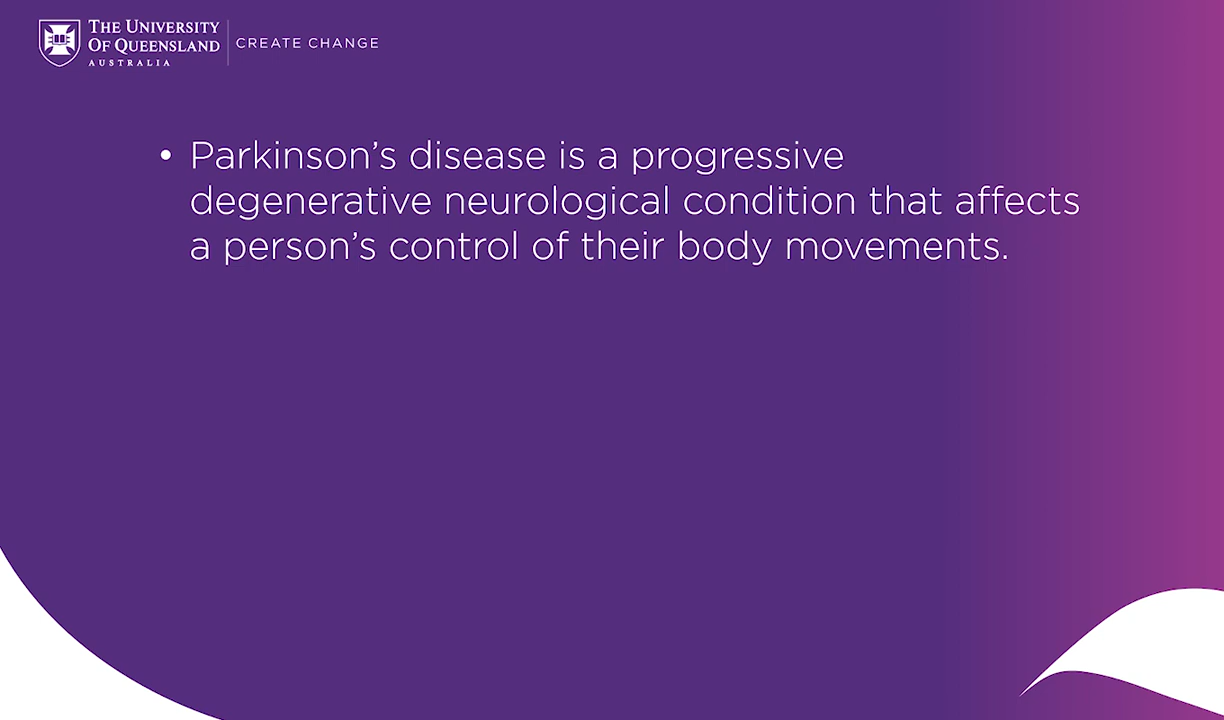 THE UNIVERSITY
OF QUEENSLAND
AUSTRALIA
CREATE CHANGE
• Parkinson’s disease is a progressive
degenerative neurological condition that affects
a person’s control of their body movements.